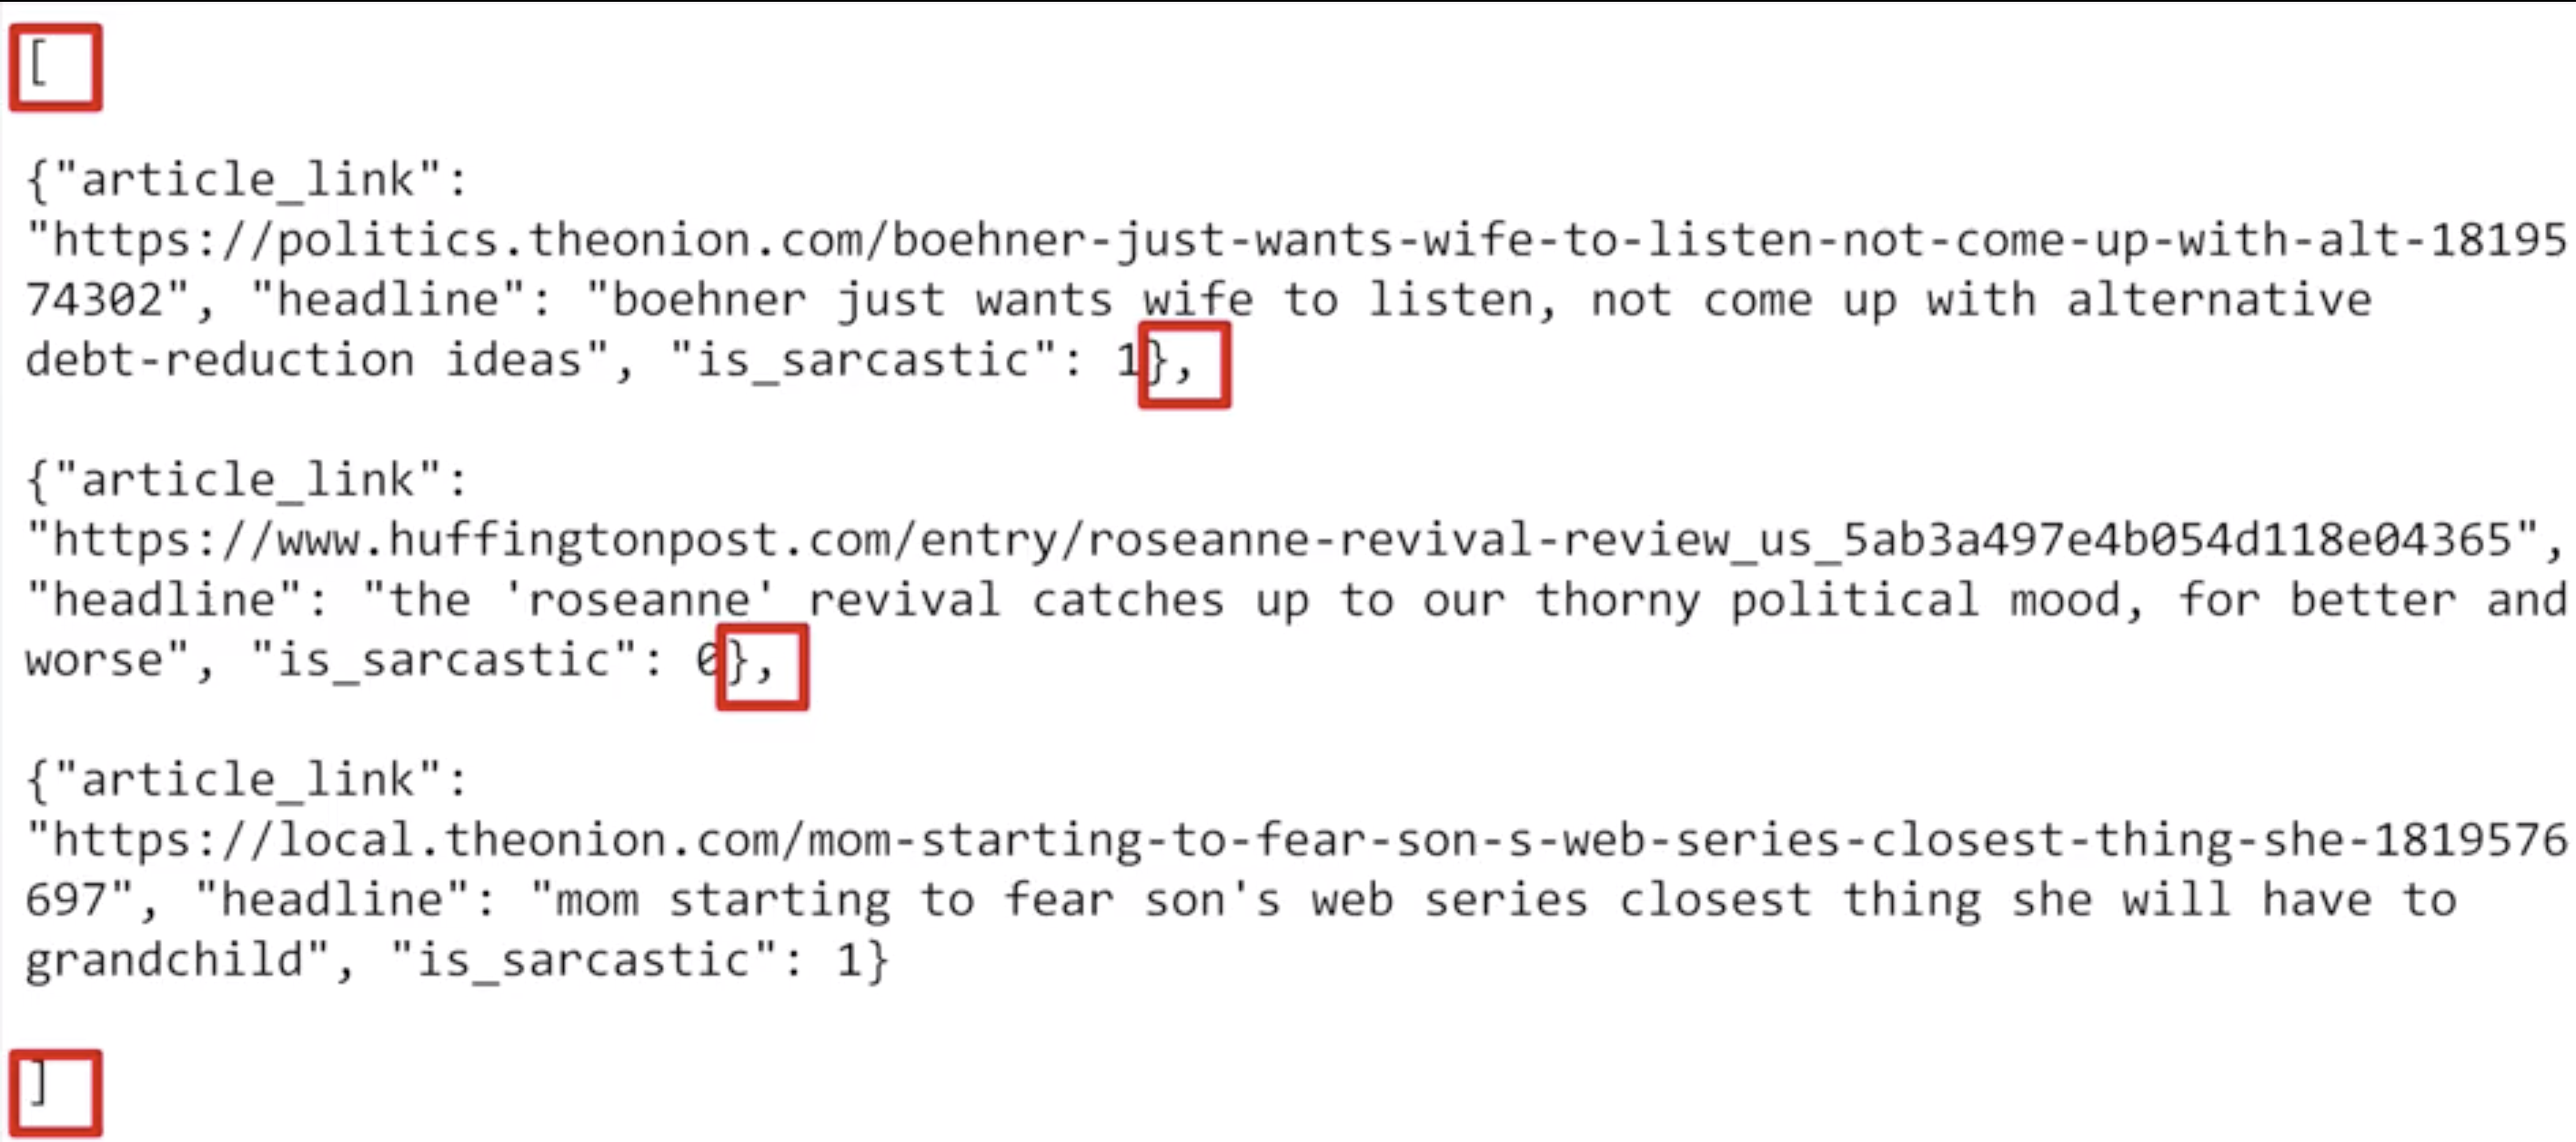 [
{"article_link":
"https://politics.theonion.com/boehner-just-wants-wife-to-listen-not-come-up-with-alt-18195
74302", "headline": "boehner just wants wife to listen, not come up with alternative
debt-reduction ideas", "is_sarcastic": 1},
{"article_link":
"https://www.huffingtonpost.com/entry/roseanne-revival-review_us_5ab3a497e4b054d118e04365",
"headline": "the 'roseanne' revival catches up to our thorny political mood, for better and
worse", "is_sarcastic": 0},
{"article_link":
"https://local.theonion.com/mom-starting-to-fear-son-s-web-series-closest-thing-she-1819576
697", "headline": "mom starting to fear son's web series closest thing she will have to
grandchild", "is_sarcastic": 1}
]